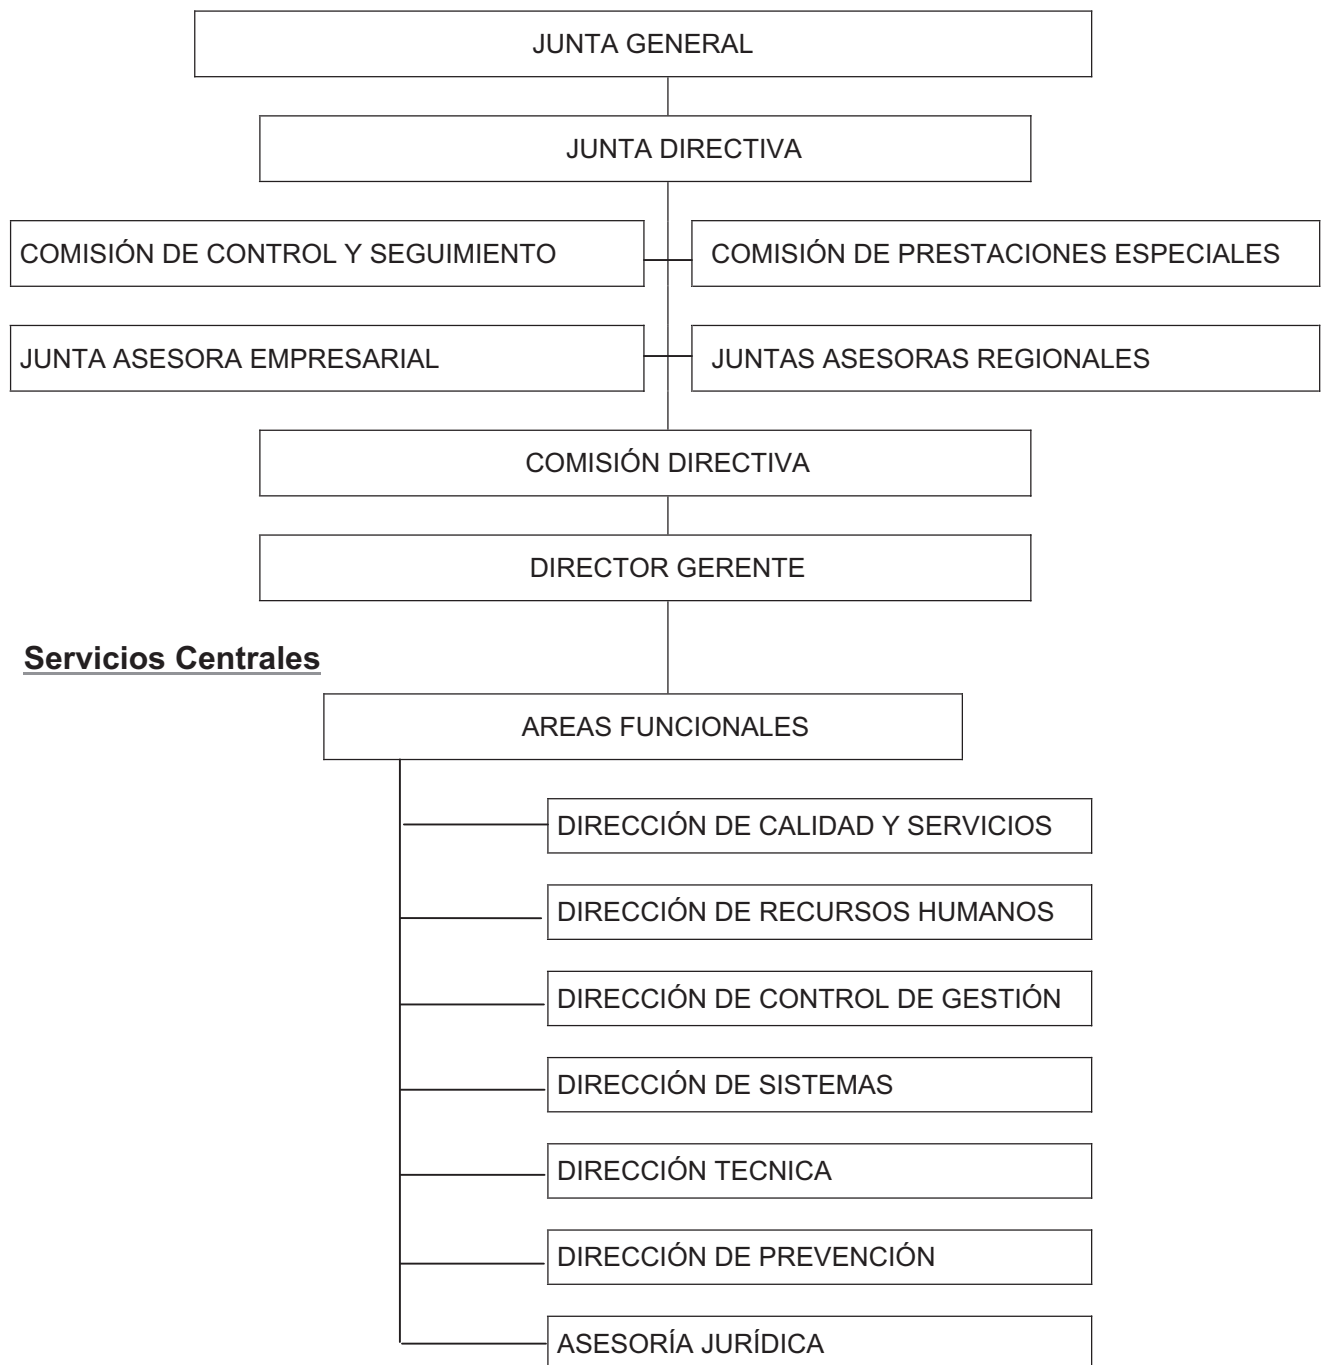 JUNTA GENERAL
JUNTA DIRECTIVA
COMISIÓN DE CONTROL Y SEGUIMIENTO
COMISIÓN DE PRESTACIONES ESPECIALES
JUNTA ASESORA EMPRESARIAL
JUNTAS ASESORAS REGIONALES
COMISIÓN DIRECTIVA
DIRECTOR GERENTE
Servicios Centrales
AREAS FUNCIONALES
DIRECCIÓN DE CALIDAD Y SERVICIOS
DIRECCIÓN DE RECURSOS HUMANOS
DIRECCIÓN DE CONTROL DE GESTIÓN
DIRECCIÓN DE SISTEMAS
DIRECCIÓN TECNICA
DIRECCIÓN DE PREVENCIÓN
ASESORÍA JURÍDICA